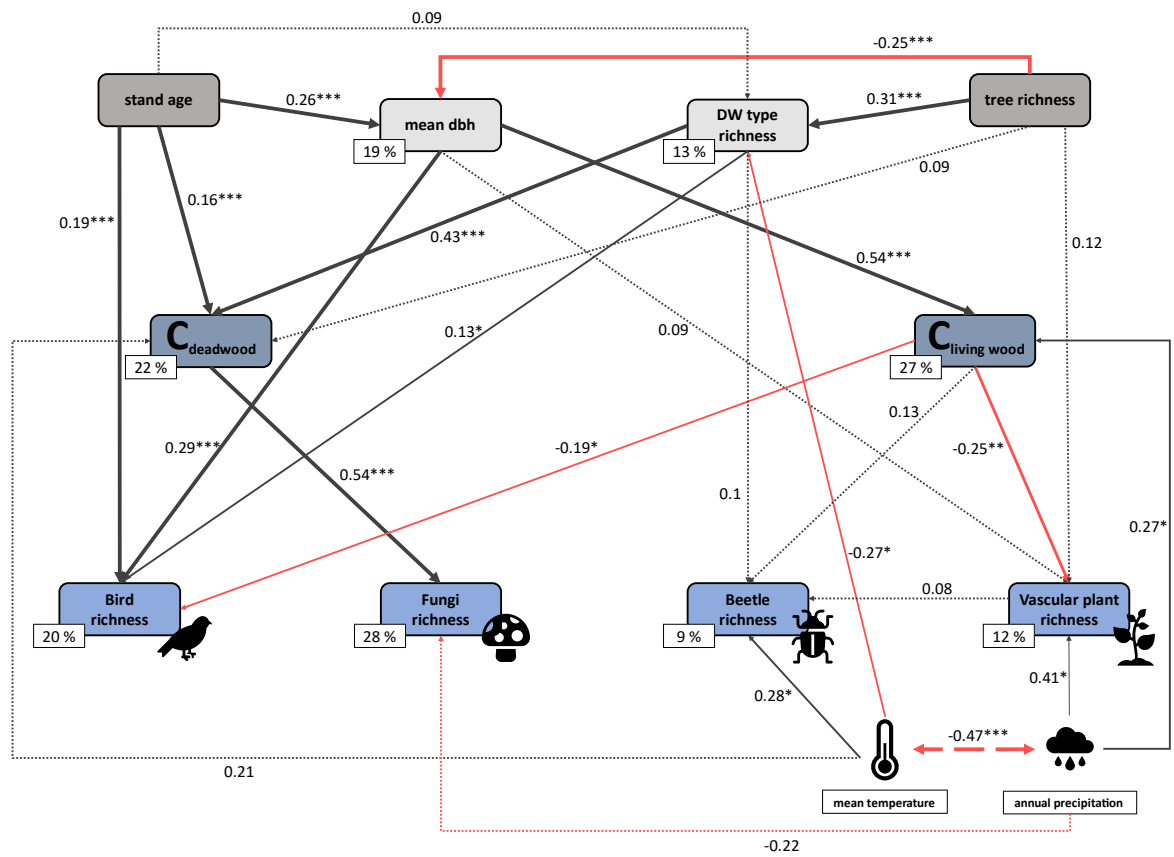 0.09
-0.25***
stand age
0.26***
mean dbh
19 %
DW type
richness
13 %
0.31***
tree richness
0.09
0.16***
0.19***
0.43***
0.12
0.54***
C deadwood
22 %
0.13*
0.09
C living wood
27 %
0.13
0.29***
0.54***
-0.19*
-0.25**
0.1
0.27*
-0.27*
Bird
richness
20 %
Fungi
richness
28 %
Beetle
richness
9 %
0.08
Vascular plant
richness
12 %
0.28*
0.41*
-0.47***
0.21
mean temperature
annual precipitation
-0.22